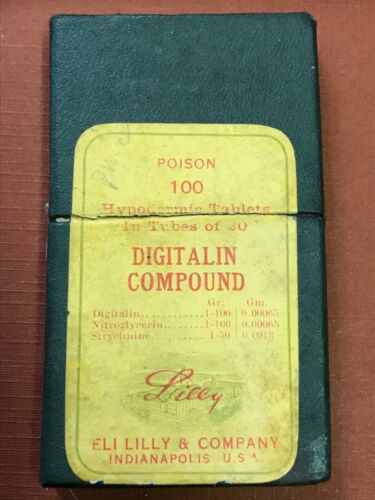 POISON
100
Hypodermic Tablets
In Tubes of 20
DIGITALIN
COMPOUND
Gr. Gm.
Digitalin............1-100 0.00065
Nitroglycerin........1-100 0.00065
Strychnine........... 1-50 0.0013
Lilly
ELI LILLY & COMPANY
INDIANAPOLIS U.S.A.